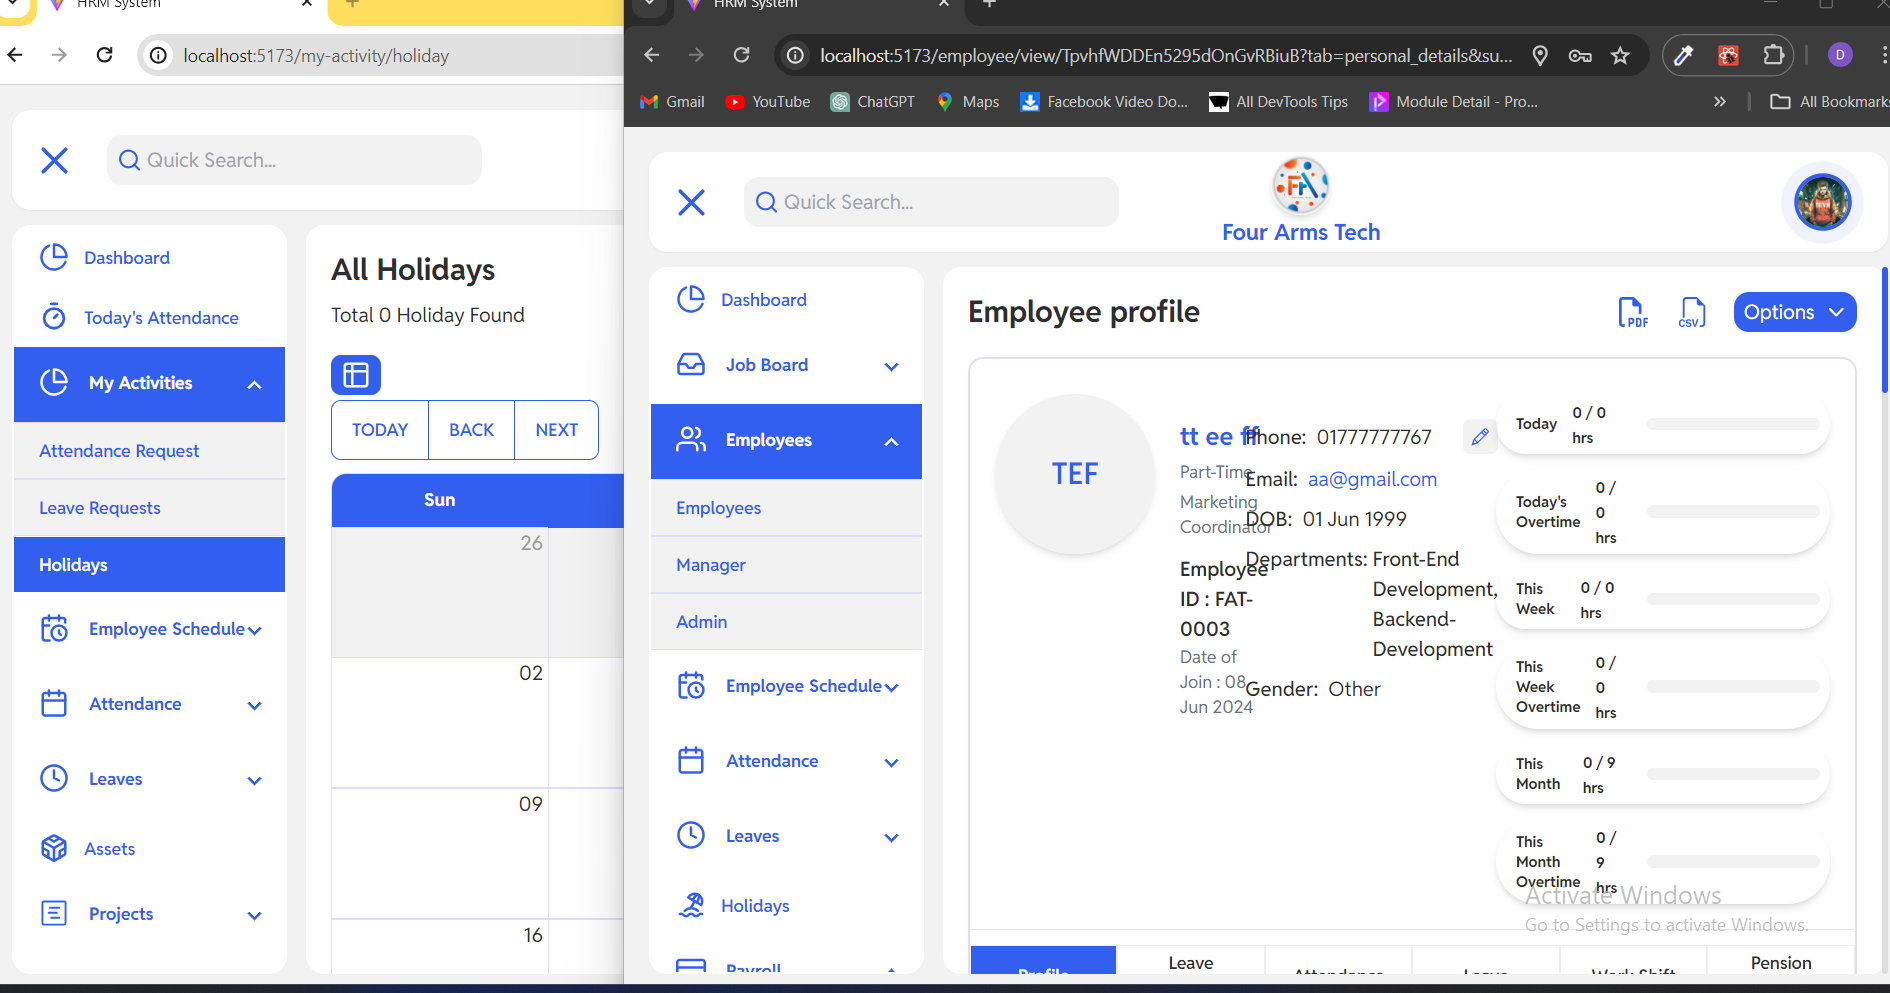 HRM System
localhost:5173/my-activity/holiday
Quick Search...
Dashboard
Today's Attendance
My Activities
Attendance Request
Leave Requests
Holidays
Employee Schedule
Attendance
Leaves
Assets
Projects
All Holidays
Total 0 Holiday Found
TODAY BACK NEXT
Sun
26
02
09
16
HRM System
localhost:5173/employee/view/TpvhfWDDEn5295dOnGvRBiuB?tab=personal_details&su...
D
Gmail YouTube ChatGPT Maps Facebook Video Do... All DevTools Tips Module Detail - Pro... » All Bookmarks
Quick Search...
FA
Four Arms Tech
Dashboard
Job Board
Employees
Employees
Manager
Admin
Employee Schedule
Attendance
Leaves
Holidays
Payroll
Employee profile
PDF
CSV
Options
TEF
tt ee ff
Part-Time
Marketing
Coordinator
Employee
ID : FAT-
0003
Date of
Join : 08
Jun 2024
Phone: 01777777767
Email: aa@gmail.com
DOB: 01 Jun 1999
Departments: Front-End
Development,
Backend-
Development
Gender: Other
Today
0 / 0
hrs
Today's
Overtime
0 /
0
hrs
This
Week
0 / 0
hrs
This
Week
Overtime
0 /
0
hrs
This
Month
0 / 9
hrs
This
Month
Overtime
0 /
9
hrs
Activate Windows
Go to Settings to activate Windows.
Profile
Leave
Attendance
Leave
Work Shift
Pension